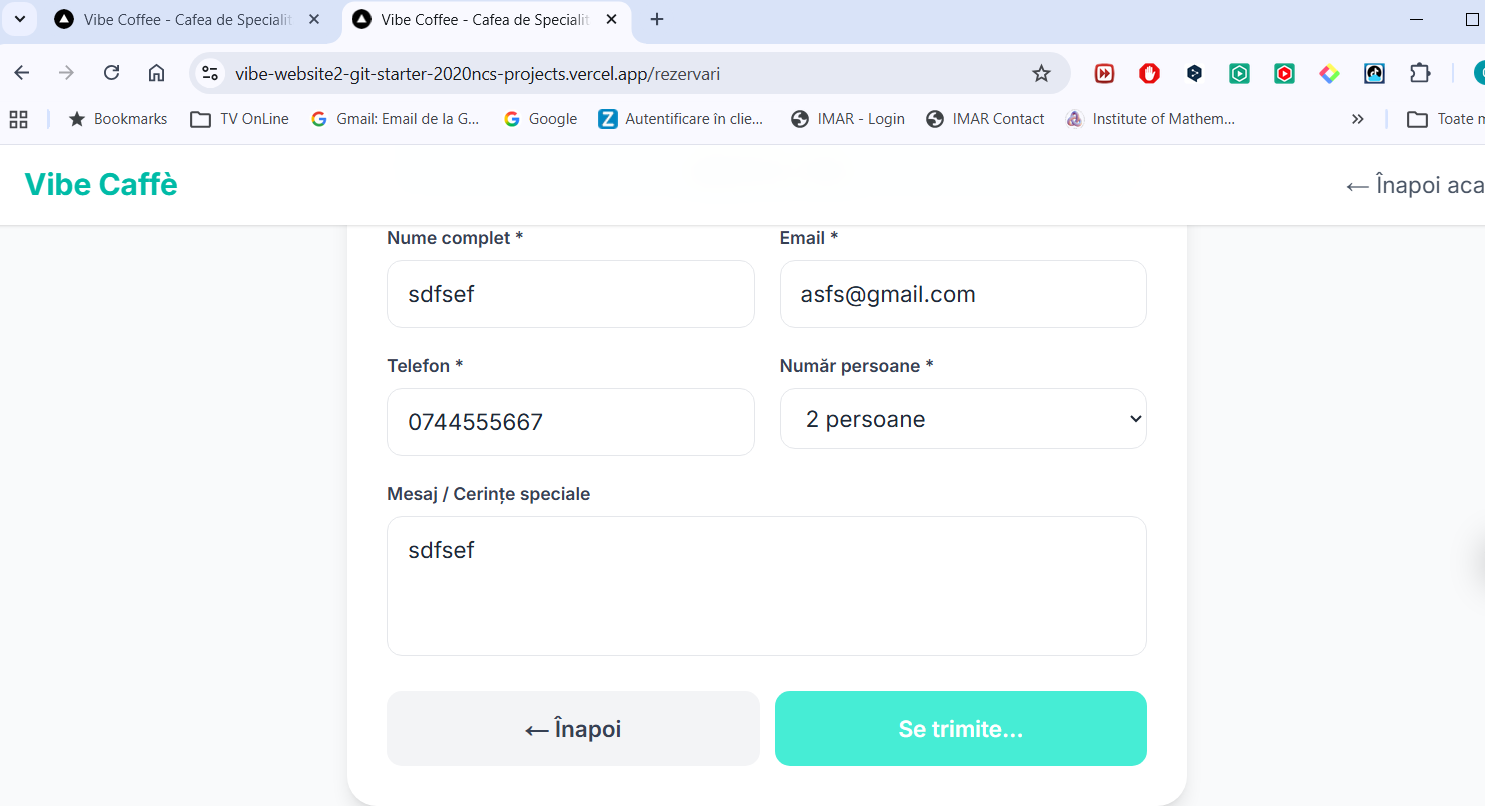 Vibe Coffee - Cafea de Specialit
Vibe Coffee - Cafea de Specialit
vibe-website2-git-starter-2020ncs-projects.vercel.app/rezervari
Bookmarks TV OnLine Gmail: Email de la G... Google Autentificare în clie... IMAR - Login IMAR Contact Institute of Mathem... Toate m
Vibe Caffè
← Înapoi aca
Nume complet * Email *
sdfsef asfs@gmail.com
Telefon * Număr persoane *
0744555667 2 persoane
Mesaj / Cerințe speciale
sdfsef
← Înapoi Se trimite...